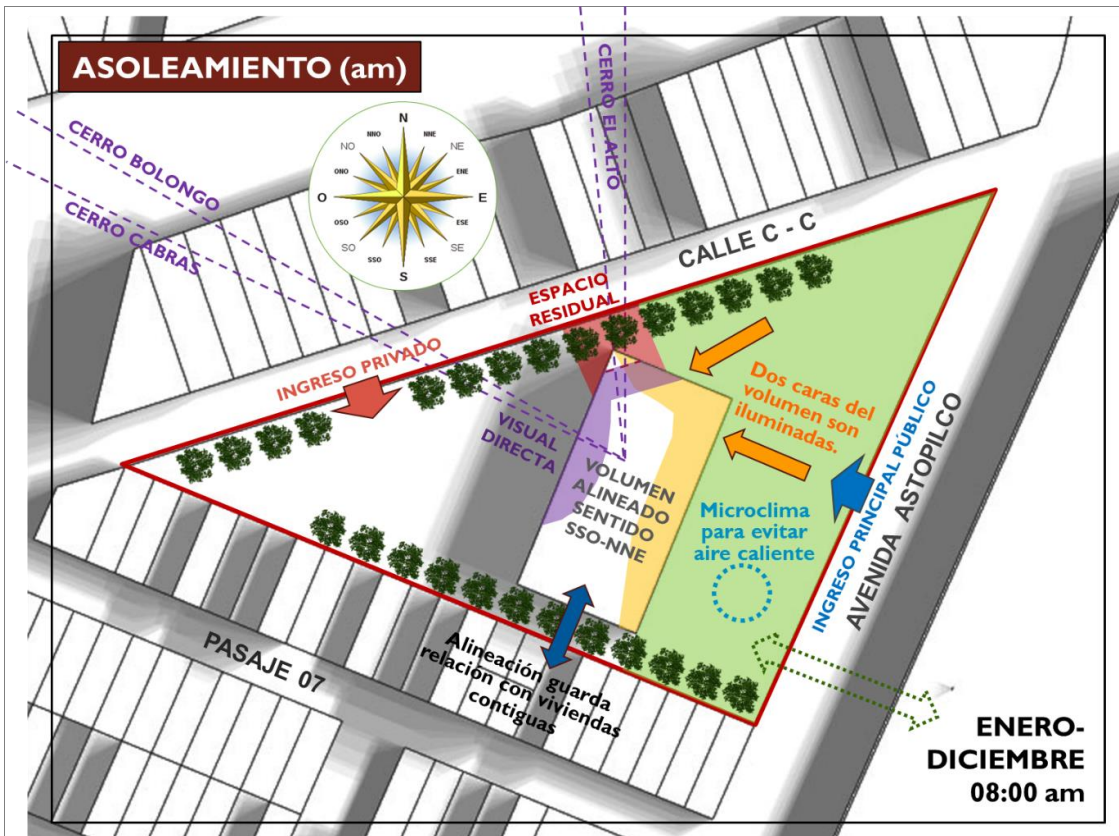 ASOLEAMIENTO (am)
CERRO BOLONGO
CERRO CABRAS
CERRO EL ALTO
N
NNO
NNE
NO
NE
ONO
ENE
O
E
OSO
ESE
SO
SE
SSO
SSE
S
CALLE C - C
ESPACIO
RESIDUAL
INGRESO PRIVADO
VISUAL
DIRECTA
Dos caras del
volumen son
iluminadas.
VOLUMEN
ALINEADO
SENTIDO
SSO-NNE
Microclima
para evitar
aire caliente
INGRESO PRINCIPAL PÚBLICO
AVENIDA ASTOPILCO
PASAJE 07
Alineación guarda
relación con viviendas
contiguas
ENERO-
DICIEMBRE
08:00 am